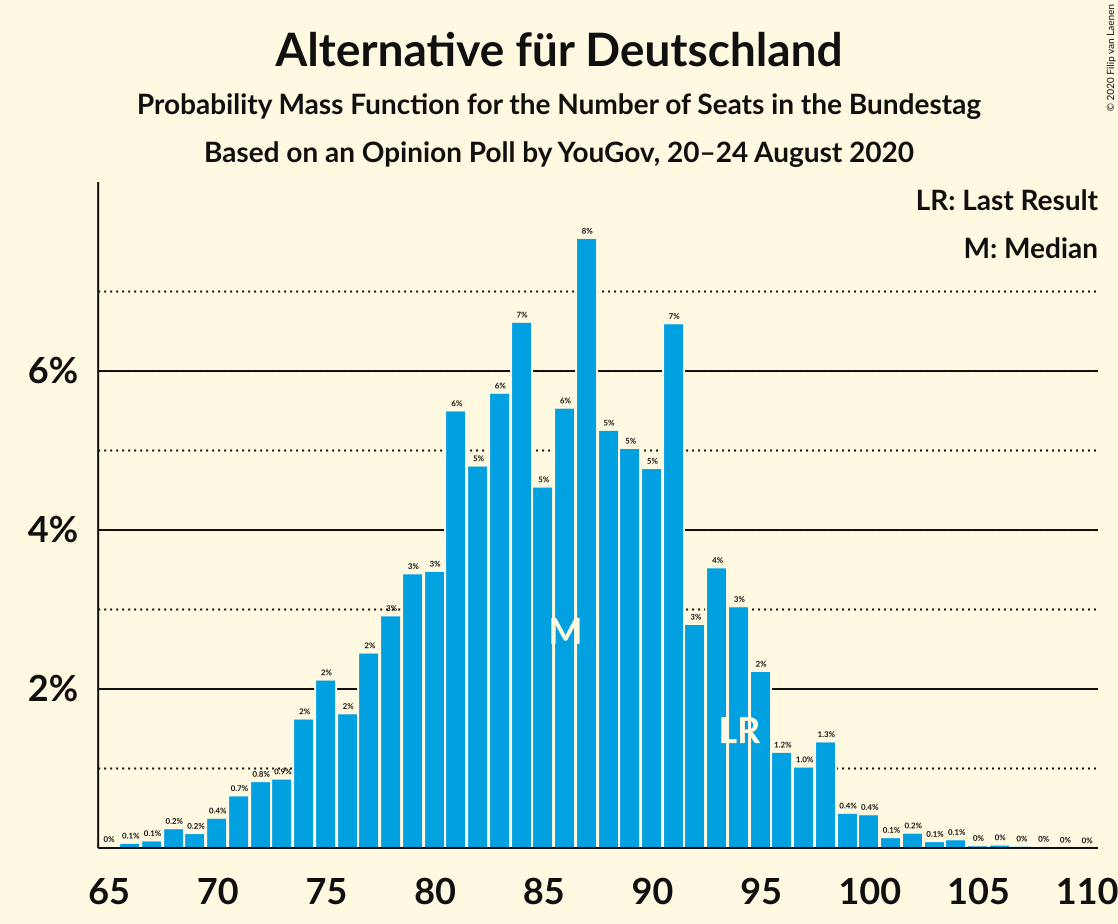 Alternative für Deutschland
Probability Mass Function for the Number of Seats in the Bundestag
Based on an Opinion Poll by YouGov, 20–24 August 2020
© 2020 Filip van Laenen
LR: Last Result
M: Median
6%
4%
2%
0% 0.1% 0.1% 0.2% 0.2% 0.4% 0.7% 0.8% 0.9% 2% 2% 2% 2% 3% 3% 3% 6% 5% 6% 7% 5% 6% 8% 5% 5% 5% 7% 3% 4% 3% 2% 1.2% 1.0% 1.3% 0.4% 0.4% 0.1% 0.2% 0.1% 0.1% 0% 0% 0% 0% 0% 0%
M
LR
65 70 75 80 85 90 95 100 105 110